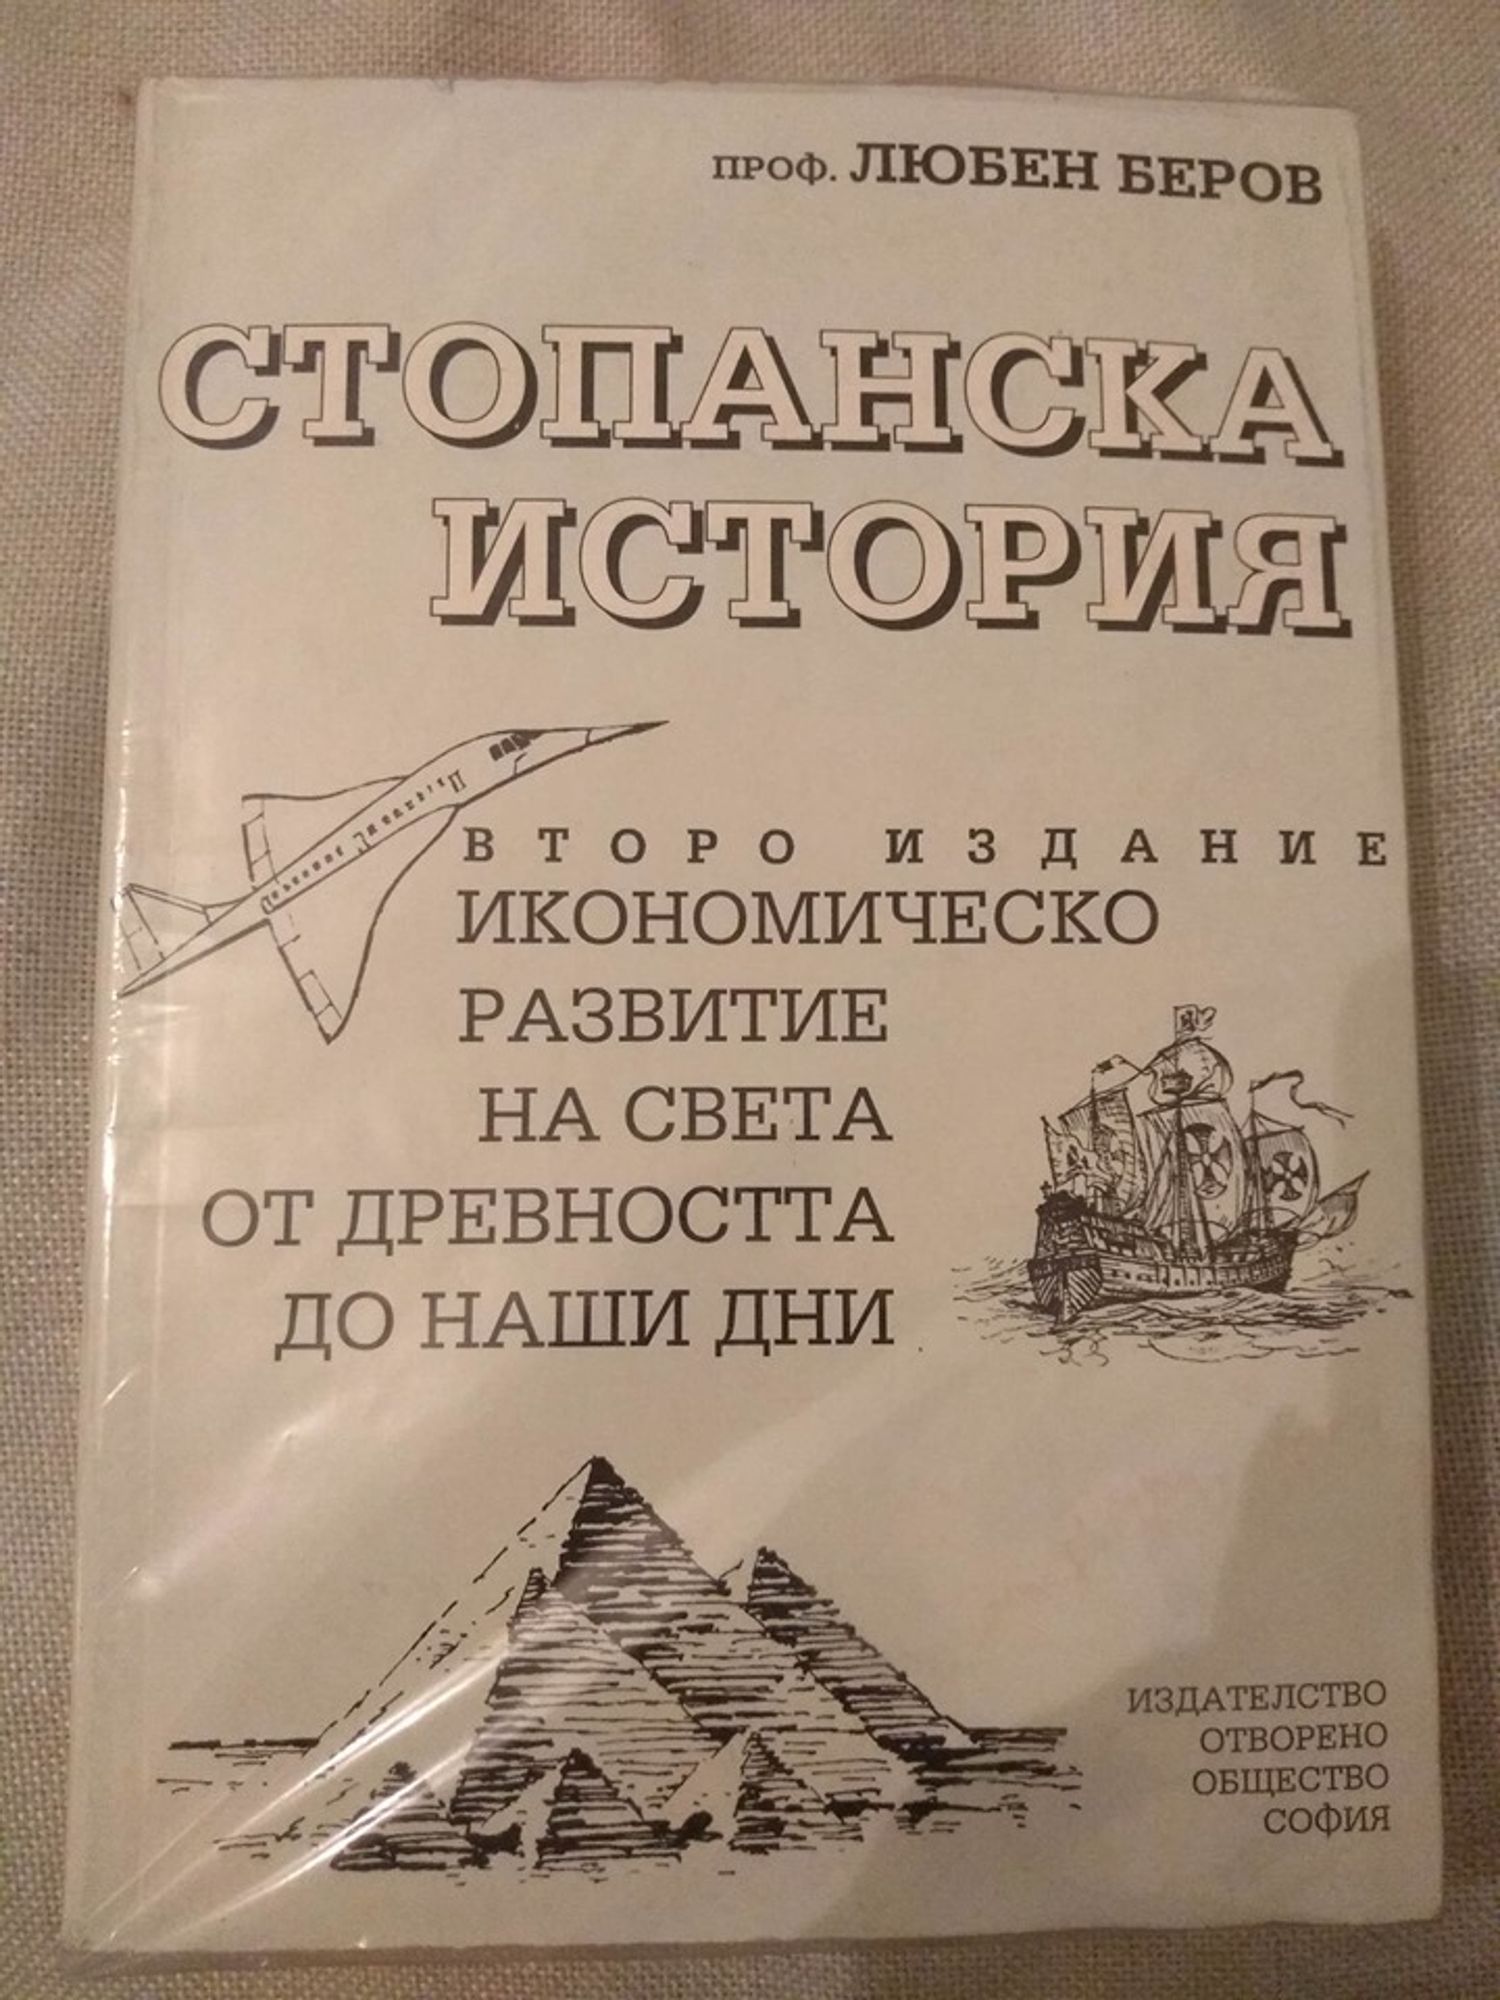 ПРОФ. ЛЮБЕН БЕРОВ
СТОПАНСКА
ИСТОРИЯ
ВТОРО ИЗДАНИЕ
ИКОНОМИЧЕСКО
РАЗВИТИЕ
НА СВЕТА
ОТ ДРЕВНОСТТА
ДО НАШИ ДНИ
ИЗДАТЕЛСТВО
ОТВОРЕНО
ОБЩЕСТВО
СОФИЯ